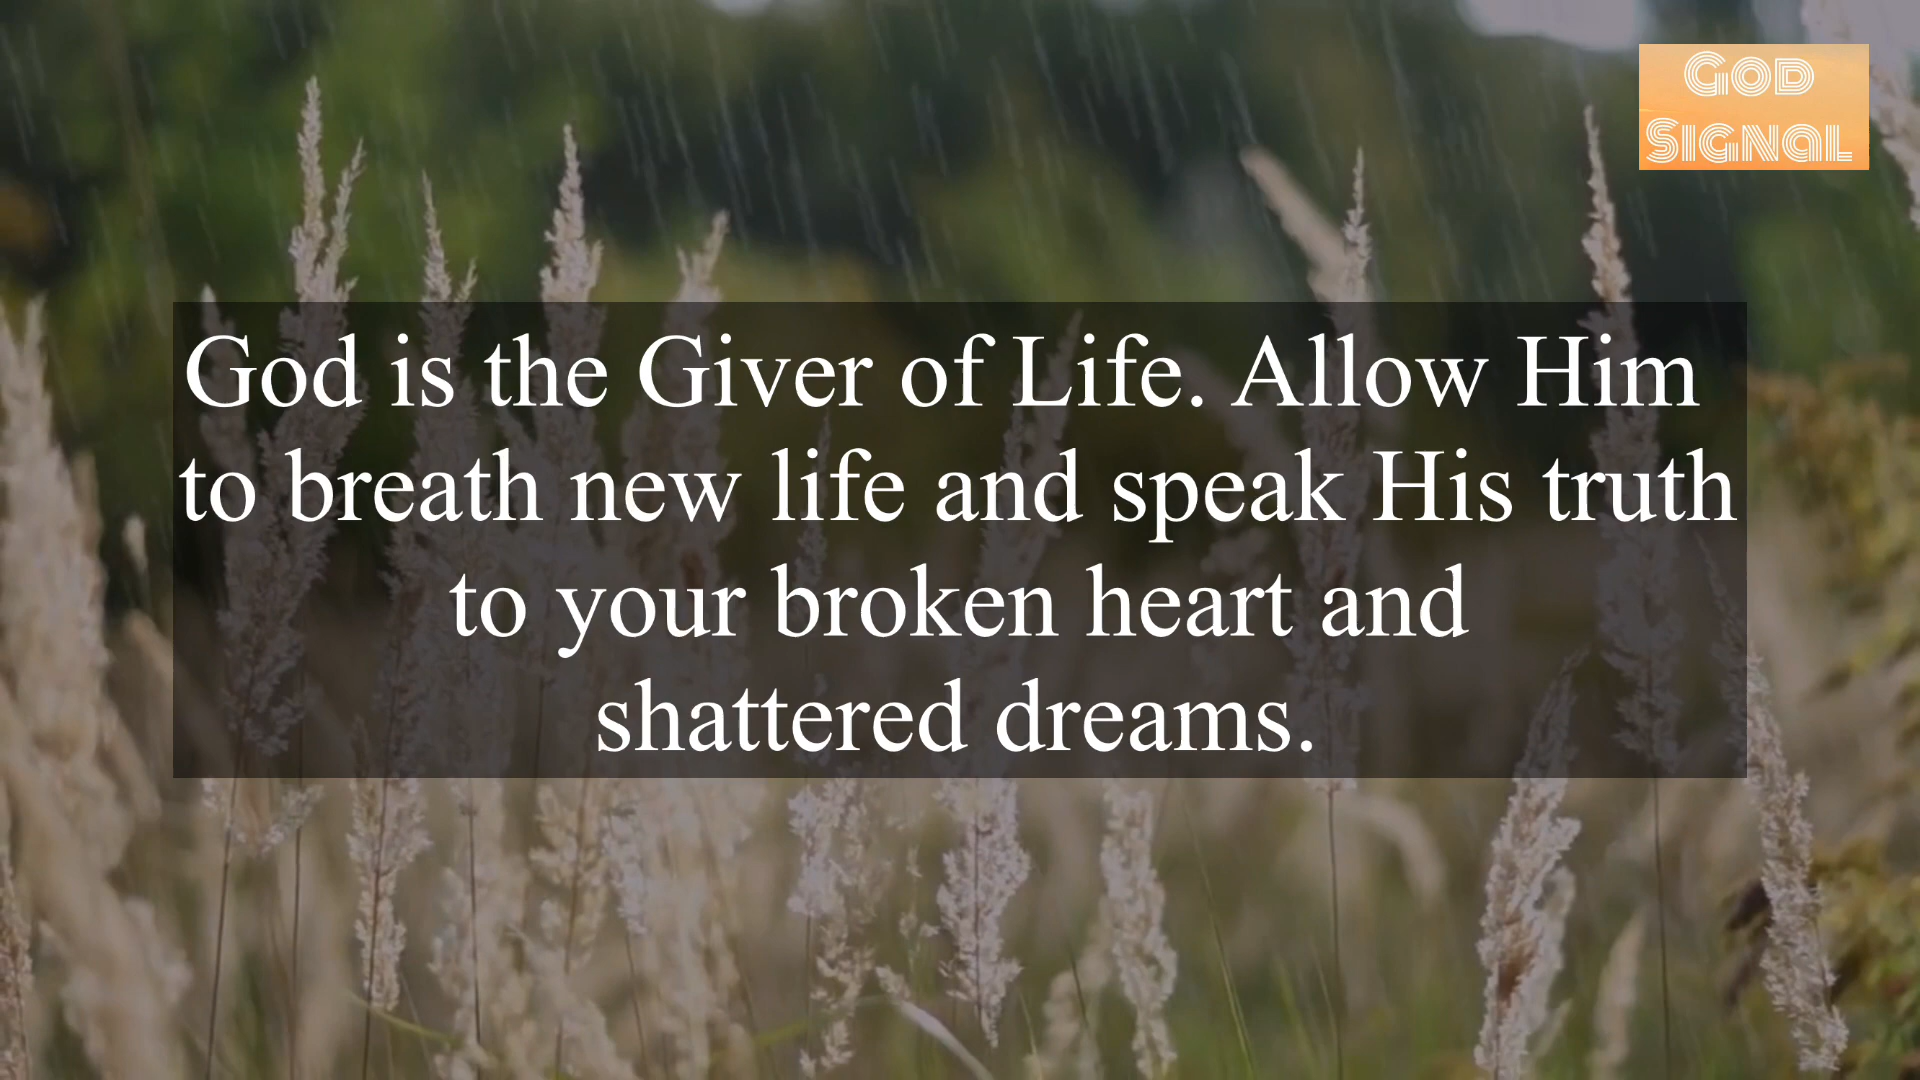 God
Signal
God is the Giver of Life. Allow Him
to breath new life and speak His truth
to your broken heart and
shattered dreams.